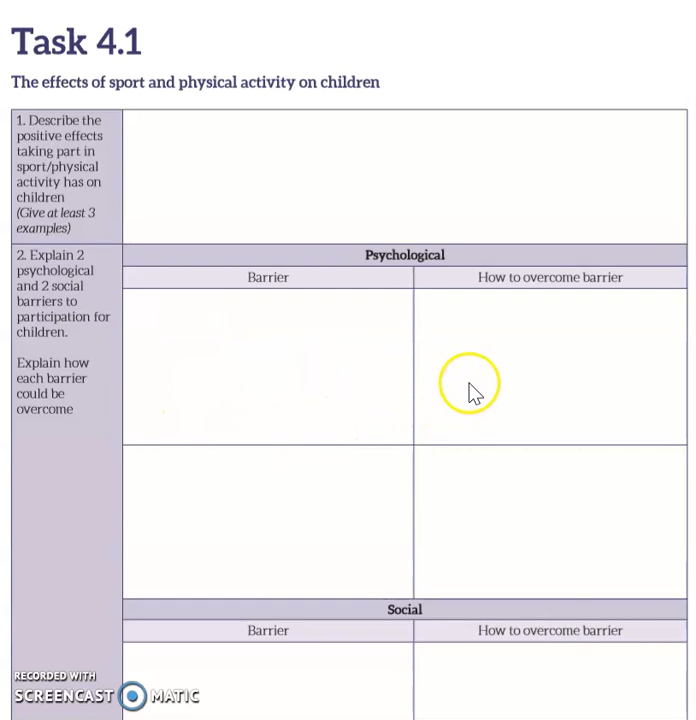 Task 4.1
The effects of sport and physical activity on children
1. Describe the
positive effects
taking part in
sport/physical
activity has on
children
(Give at least 3
examples)
2. Explain 2
psychological
and 2 social
barriers to
participation for
children.
Explain how
each barrier
could be
overcome
Psychological
Barrier
How to overcome barrier
Social
Barrier
How to overcome barrier
RECORDED WITH
SCREENCAST MATIC